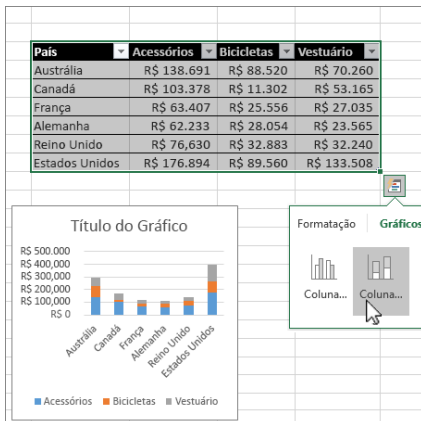 País Acessórios Bicicletas Vestuário
Austrália R$ 138.691 R$ 88.520 R$ 70.260
Canadá R$ 103.378 R$ 11.302 R$ 53.165
França R$ 63.407 R$ 25.556 R$ 27.035
Alemanha R$ 62.233 R$ 28.054 R$ 23.565
Reino Unido R$ 76,630 R$ 32.883 R$ 32.240
Estados Unidos R$ 176.894 R$ 89.560 R$ 133.508
Formatação Gráficos
Coluna... Coluna...
Título do Gráfico
R$ 500.000
R$ 400,000
R$ 300,000
R$ 200,000
R$ 100,000
R$ 0
Austrália Canadá França Alemanha Reino Unido Estados Unidos
Acessórios Bicicletas Vestuário